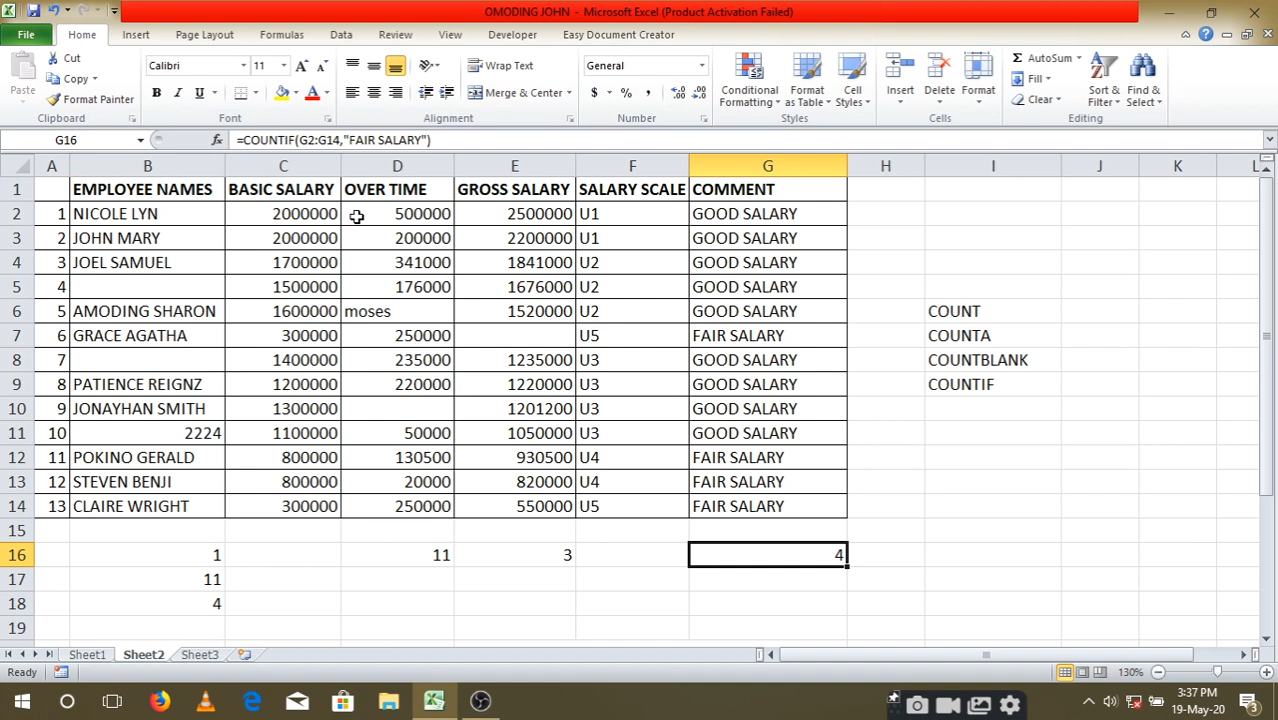 OMODING JOHN - Microsoft Excel (Product Activation Failed)
File Home Insert Page Layout Formulas Data Review View Developer Easy Document Creator
Paste
Cut
Copy
Format Painter
Clipboard
Calibri 11
B I U A
Font
Wrap Text
Merge & Center
Alignment
General
$ % ,
Number
Conditional Formatting
Format as Table
Cell Styles
Styles
Insert Delete Format
Cells
Σ AutoSum
Fill
Clear
Sort & Filter
Find & Select
Editing
G16 fx =COUNTIF(G2:G14,"FAIR SALARY")
A B C D E F G H I J K L
1 EMPLOYEE NAMES BASIC SALARY OVER TIME GROSS SALARY SALARY SCALE COMMENT
2 1 NICOLE LYN 2000000 500000 2500000 U1 GOOD SALARY
3 2 JOHN MARY 2000000 200000 2200000 U1 GOOD SALARY
4 3 JOEL SAMUEL 1700000 341000 1841000 U2 GOOD SALARY
5 4 1500000 176000 1676000 U2 GOOD SALARY
6 5 AMODING SHARON 1600000 moses 1520000 U2 GOOD SALARY COUNT
7 6 GRACE AGATHA 300000 250000 U5 FAIR SALARY COUNTA
8 7 1400000 235000 1235000 U3 GOOD SALARY COUNTBLANK
9 8 PATIENCE REIGNZ 1200000 220000 1220000 U3 GOOD SALARY COUNTIF
10 9 JONAYHAN SMITH 1300000 1201200 U3 GOOD SALARY
11 10 2224 1100000 50000 1050000 U3 GOOD SALARY
12 11 POKINO GERALD 800000 130500 930500 U4 FAIR SALARY
13 12 STEVEN BENJI 800000 20000 820000 U4 FAIR SALARY
14 13 CLAIRE WRIGHT 300000 250000 550000 U5 FAIR SALARY
15
16 1 11 3 4
17 11
18 4
19
Sheet1 Sheet2 Sheet3
Ready 130%
3:37 PM
19-May-20
3